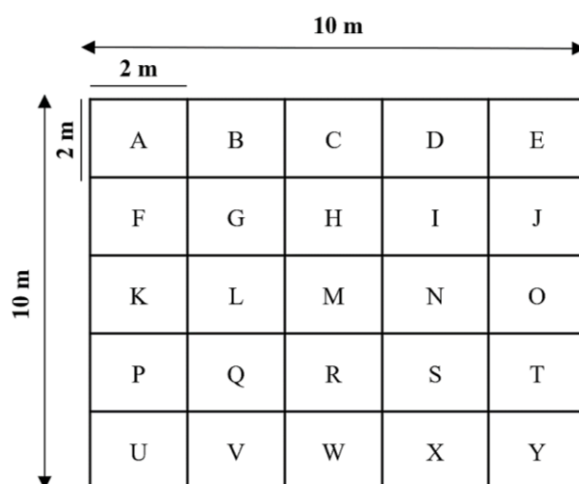 10 m
2 m
2 m
A B C D E
F G H I J
10 m
K L M N O
P Q R S T
U V W X Y